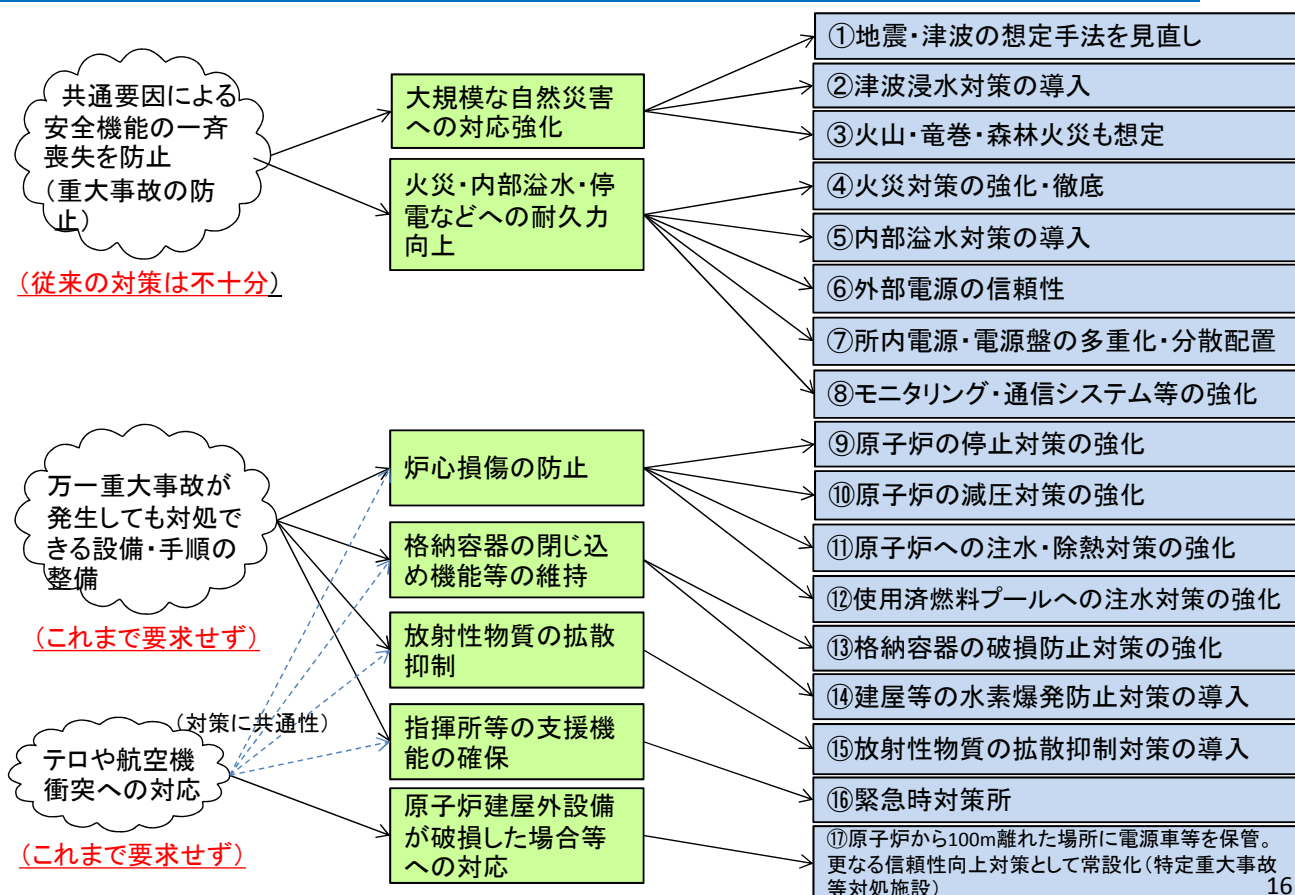 共通要因による
安全機能の一斉
喪失を防止
（重大事故の防
止）
（従来の対策は不十分）
万一重大事故が
発生しても対処で
きる設備・手順の
整備
（これまで要求せず）
（対策に共通性）
テロや航空機
衝突への対応
（これまで要求せず）
大規模な自然災害
への対応強化
火災・内部溢水・停
電などへの耐久力
向上
炉心損傷の防止
格納容器の閉じ込
め機能等の維持
放射性物質の拡散
抑制
指揮所等の支援機
能の確保
原子炉建屋外設備
が破損した場合等
への対応
①地震・津波の想定手法を見直し
②津波浸水対策の導入
③火山・竜巻・森林火災も想定
④火災対策の強化・徹底
⑤内部溢水対策の導入
⑥外部電源の信頼性
⑦所内電源・電源盤の多重化・分散配置
⑧モニタリング・通信システム等の強化
⑨原子炉の停止対策の強化
⑩原子炉の減圧対策の強化
⑪原子炉への注水・除熱対策の強化
⑫使用済燃料プールへの注水対策の強化
⑬格納容器の破損防止対策の強化
⑭建屋等の水素爆発防止対策の導入
⑮放射性物質の拡散抑制対策の導入
⑯緊急時対策所
⑰原子炉から100m離れた場所に電源車等を保管。
更なる信頼性向上対策として常設化（特定重大事故
等対処施設）
16